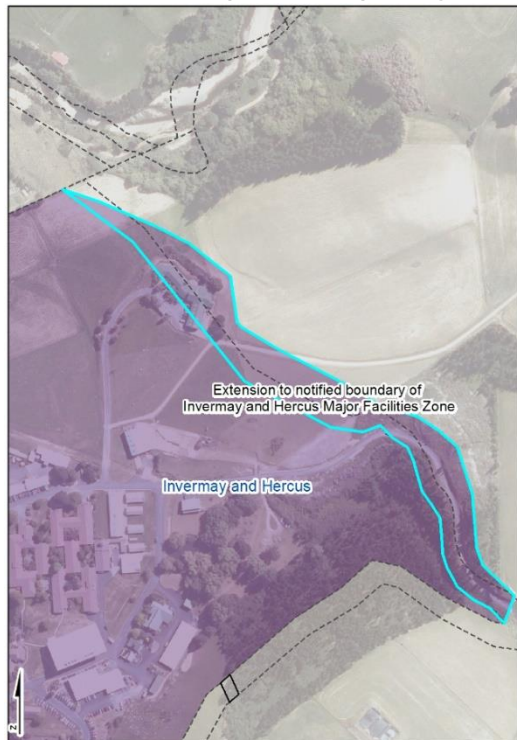 Extension to notified boundary of
Invermay and Hercus Major Facilities Zone
Invermay and Hercus
N